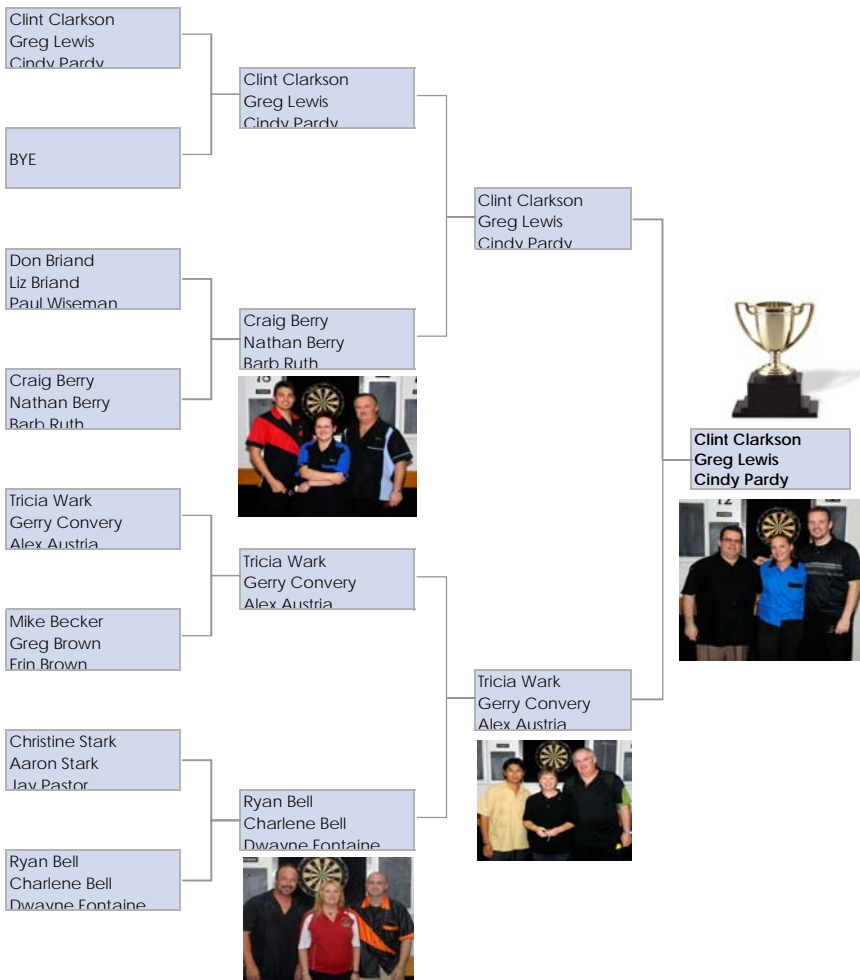 Clint Clarkson
Greg Lewis
Cindy Pardy
BYE
Don Briand
Liz Briand
Paul Wiseman
Craig Berry
Nathan Berry
Barb Ruth
Tricia Wark
Gerry Convery
Alex Austria
Mike Becker
Greg Brown
Erin Brown
Christine Stark
Aaron Stark
Jay Pastor
Ryan Bell
Charlene Bell
Dwayne Fontaine
Clint Clarkson
Greg Lewis
Cindy Pardy
Craig Berry
Nathan Berry
Barb Ruth
Tricia Wark
Gerry Convery
Alex Austria
Ryan Bell
Charlene Bell
Dwayne Fontaine
Clint Clarkson
Greg Lewis
Cindy Pardy
Tricia Wark
Gerry Convery
Alex Austria
Clint Clarkson
Greg Lewis
Cindy Pardy
12